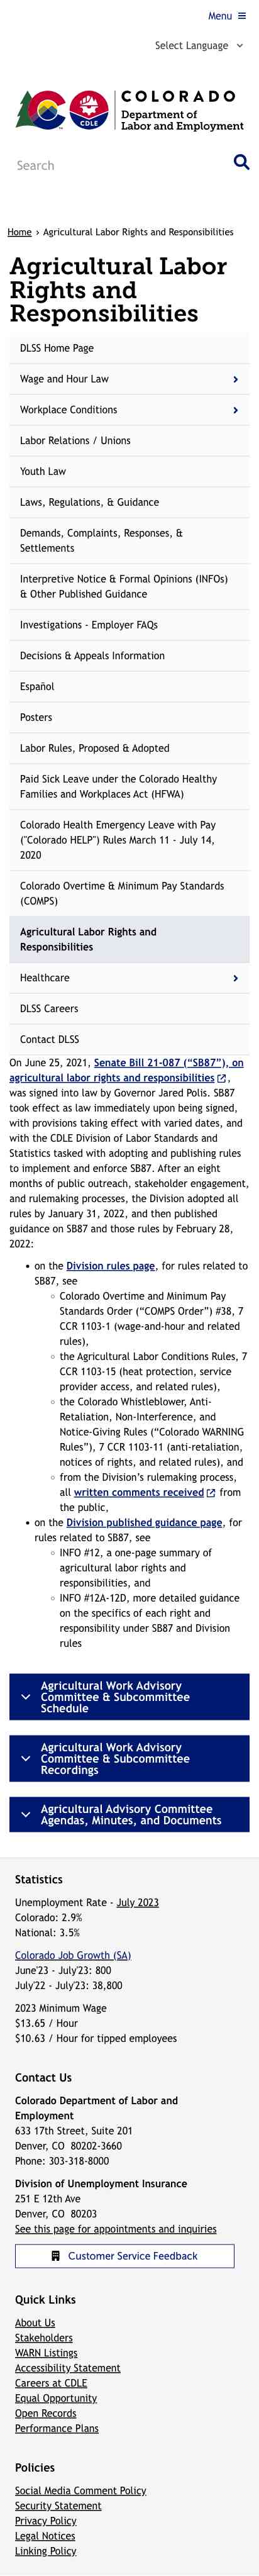 Menu
Select Language
CDLE
COLORADO
Department of
Labor and Employment
Search
Home › Agricultural Labor Rights and Responsibilities
Agricultural Labor
Rights and
Responsibilities
DLSS Home Page
Wage and Hour Law
Workplace Conditions
Labor Relations / Unions
Youth Law
Laws, Regulations, & Guidance
Demands, Complaints, Responses, &
Settlements
Interpretive Notice & Formal Opinions (INFOs)
& Other Published Guidance
Investigations - Employer FAQs
Decisions & Appeals Information
Español
Posters
Labor Rules, Proposed & Adopted
Paid Sick Leave under the Colorado Healthy
Families and Workplaces Act (HFWA)
Colorado Health Emergency Leave with Pay
("Colorado HELP") Rules March 11 - July 14,
2020
Colorado Overtime & Minimum Pay Standards
(COMPS)
Agricultural Labor Rights and
Responsibilities
Healthcare
DLSS Careers
Contact DLSS
On June 25, 2021, Senate Bill 21-087 (“SB87”), on
agricultural labor rights and responsibilities,
was signed into law by Governor Jared Polis. SB87
took effect as law immediately upon being signed,
with provisions taking effect with varied dates, and
with the CDLE Division of Labor Standards and
Statistics tasked with adopting and publishing rules
to implement and enforce SB87. After an eight
months of public outreach, stakeholder engagement,
and rulemaking processes, the Division adopted all
rules by January 31, 2022, and then published
guidance on SB87 and those rules by February 28,
2022:
• on the Division rules page, for rules related to
SB87, see
◦ Colorado Overtime and Minimum Pay
Standards Order (“COMPS Order”) #38, 7
CCR 1103-1 (wage-and-hour and related
rules),
◦ the Agricultural Labor Conditions Rules, 7
CCR 1103-15 (heat protection, service
provider access, and related rules),
◦ the Colorado Whistleblower, Anti-
Retaliation, Non-Interference, and
Notice-Giving Rules (“Colorado WARNING
Rules”), 7 CCR 1103-11 (anti-retaliation,
notices of rights, and related rules), and
◦ from the Division’s rulemaking process,
all written comments received from
the public,
• on the Division published guidance page, for
rules related to SB87, see
◦ INFO #12, a one-page summary of
agricultural labor rights and
responsibilities, and
◦ INFO #12A-12D, more detailed guidance
on the specifics of each right and
responsibility under SB87 and Division
rules
Agricultural Work Advisory
Committee & Subcommittee
Schedule
Agricultural Work Advisory
Committee & Subcommittee
Recordings
Agricultural Advisory Committee
Agendas, Minutes, and Documents
Statistics
Unemployment Rate - July 2023
Colorado: 2.9%
National: 3.5%
Colorado Job Growth (SA)
June'23 - July'23: 800
July'22 - July'23: 38,800
2023 Minimum Wage
$13.65 / Hour
$10.63 / Hour for tipped employees
Contact Us
Colorado Department of Labor and
Employment
633 17th Street, Suite 201
Denver, CO 80202-3660
Phone: 303-318-8000
Division of Unemployment Insurance
251 E 12th Ave
Denver, CO 80203
See this page for appointments and inquiries
Customer Service Feedback
Quick Links
About Us
Stakeholders
WARN Listings
Accessibility Statement
Careers at CDLE
Equal Opportunity
Open Records
Performance Plans
Policies
Social Media Comment Policy
Security Statement
Privacy Policy
Legal Notices
Linking Policy